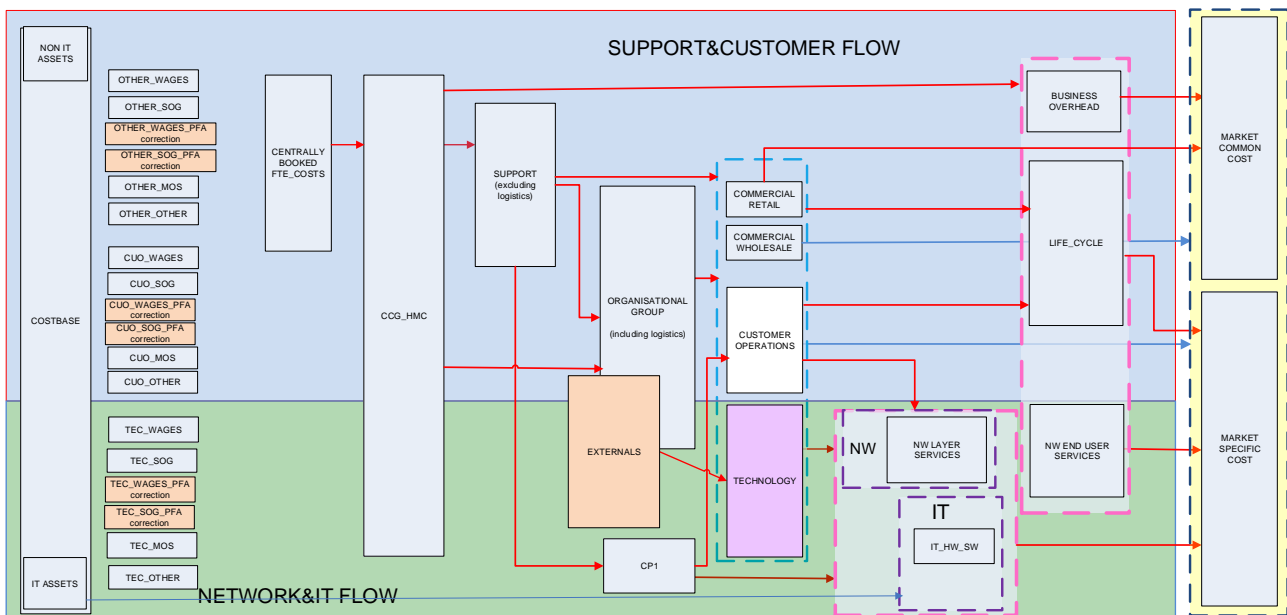 SUPPORT&CUSTOMER FLOW
NON IT
ASSETS
COSTBASE
IT ASSETS
OTHER_WAGES
OTHER_SOG
OTHER_WAGES_PFA
correction
OTHER_SOG_PFA
correction
OTHER_MOS
OTHER_OTHER
CUO_WAGES
CUO_SOG
CUO_WAGES_PFA
correction
CUO_SOG_PFA
correction
CUO_MOS
CUO_OTHER
TEC_WAGES
TEC_SOG
TEC_WAGES_PFA
correction
TEC_SOG_PFA
correction
TEC_MOS
TEC_OTHER
CENTRALLY
BOOKED
FTE_COSTS
CCG_HMC
SUPPORT
(excluding
logistics)
ORGANISATIONAL
GROUP
(including logistics)
EXTERNALS
CP1
COMMERCIAL
RETAIL
COMMERCIAL
WHOLESALE
CUSTOMER
OPERATIONS
TECHNOLOGY
NW
NW LAYER
SERVICES
IT
IT_HW_SW
BUSINESS
OVERHEAD
LIFE_CYCLE
NW END USER
SERVICES
MARKET
COMMON
COST
MARKET
SPECIFIC
COST
NETWORK&IT FLOW